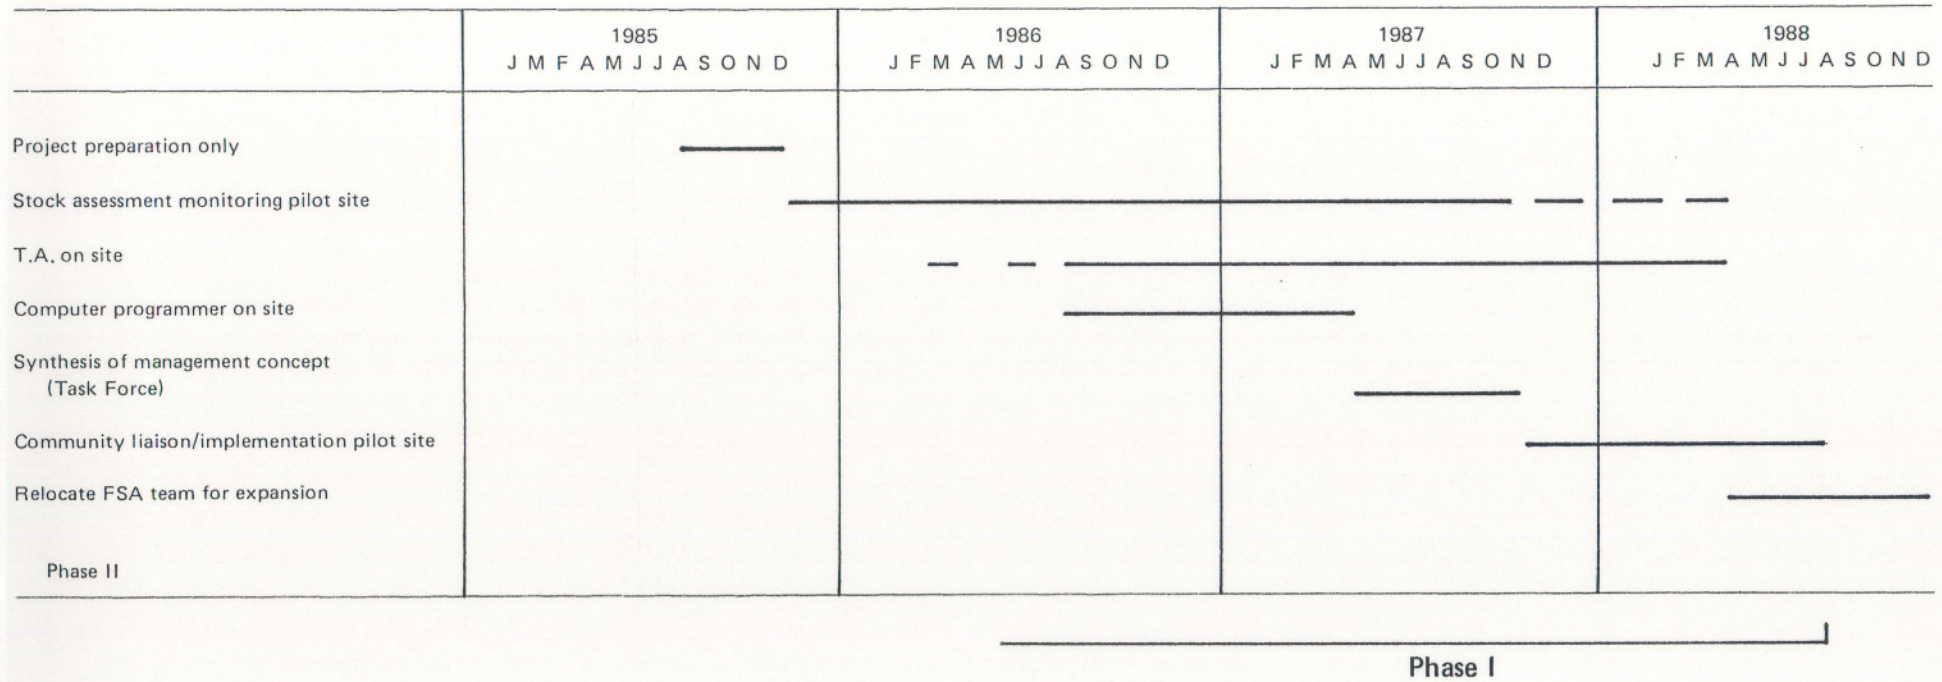 1985 1986 1987 1988
J M F A M J J A S O N D J F M A M J J A S O N D J F M A M J J A S O N D J F M A M J J A S O N D
Project preparation only
Stock assessment monitoring pilot site
T.A. on site
Computer programmer on site
Synthesis of management concept
(Task Force)
Community liaison/implementation pilot site
Relocate FSA team for expansion
Phase II
Phase I